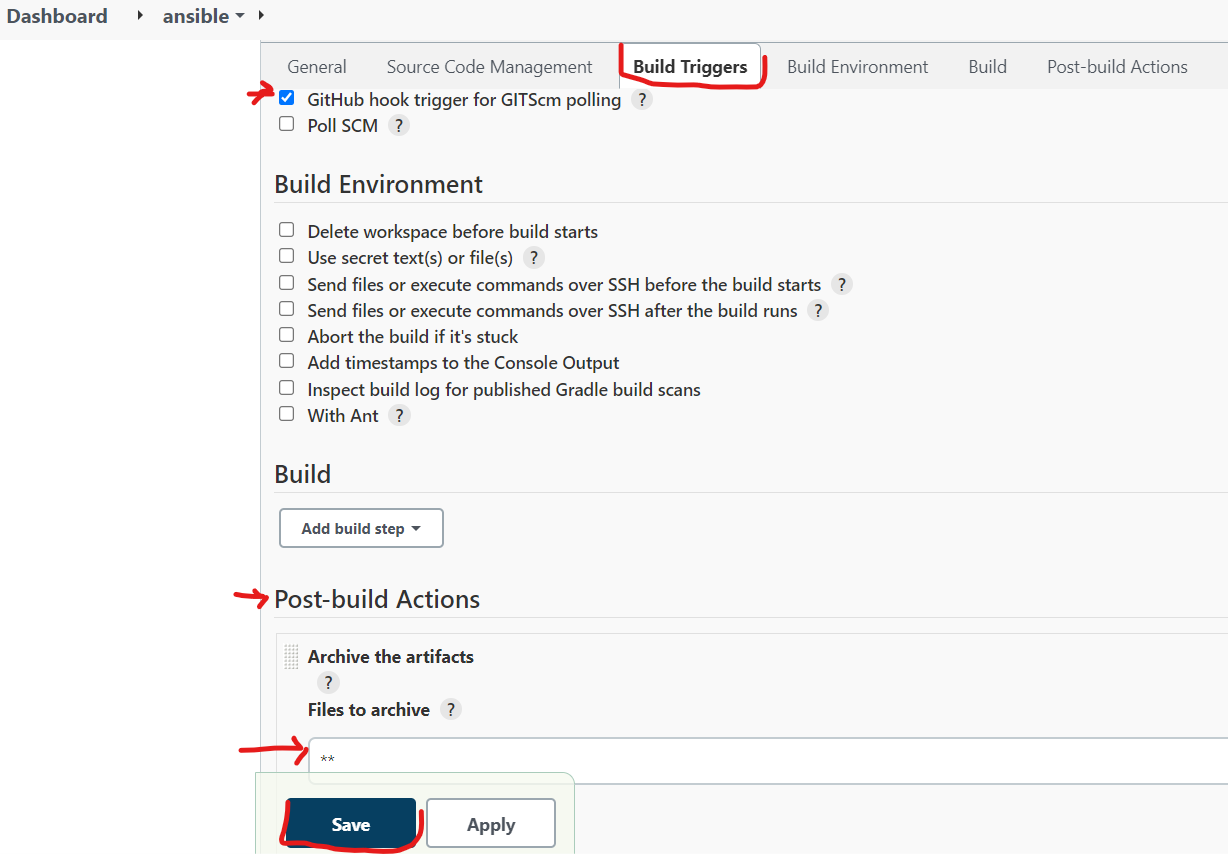 Dashboard ansible
General Source Code Management Build Triggers Build Environment Build Post-build Actions
GitHub hook trigger for GITScm polling ?
Poll SCM ?
Build Environment
Delete workspace before build starts
Use secret text(s) or file(s) ?
Send files or execute commands over SSH before the build starts ?
Send files or execute commands over SSH after the build runs ?
Abort the build if it's stuck
Add timestamps to the Console Output
Inspect build log for published Gradle build scans
With Ant ?
Build
Add build step
Post-build Actions
Archive the artifacts
?
Files to archive ?
**
Save Apply